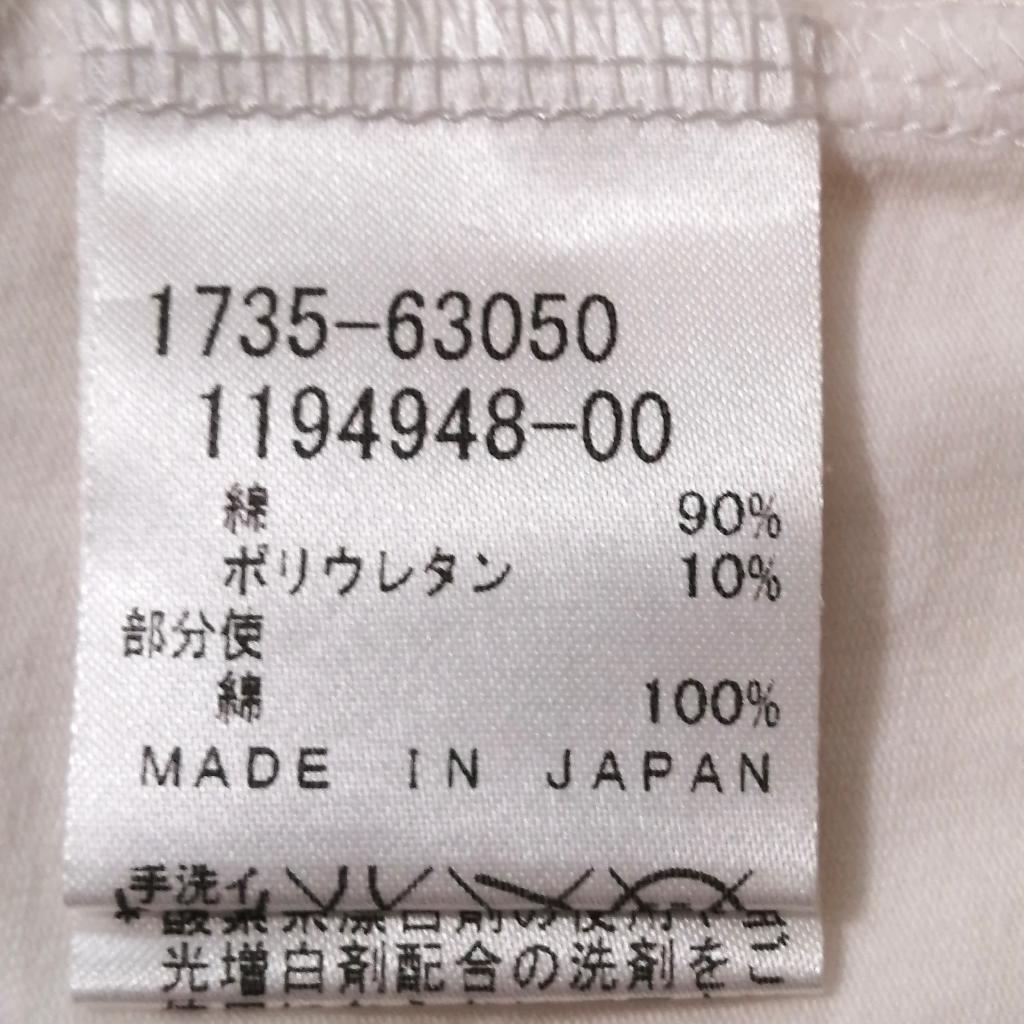 1735-63050
1194948-00
綿 90%
ポリウレタン 10%
部分使
綿 100%
MADE IN JAPAN
手洗イ
光増白剤配合の洗剤をご